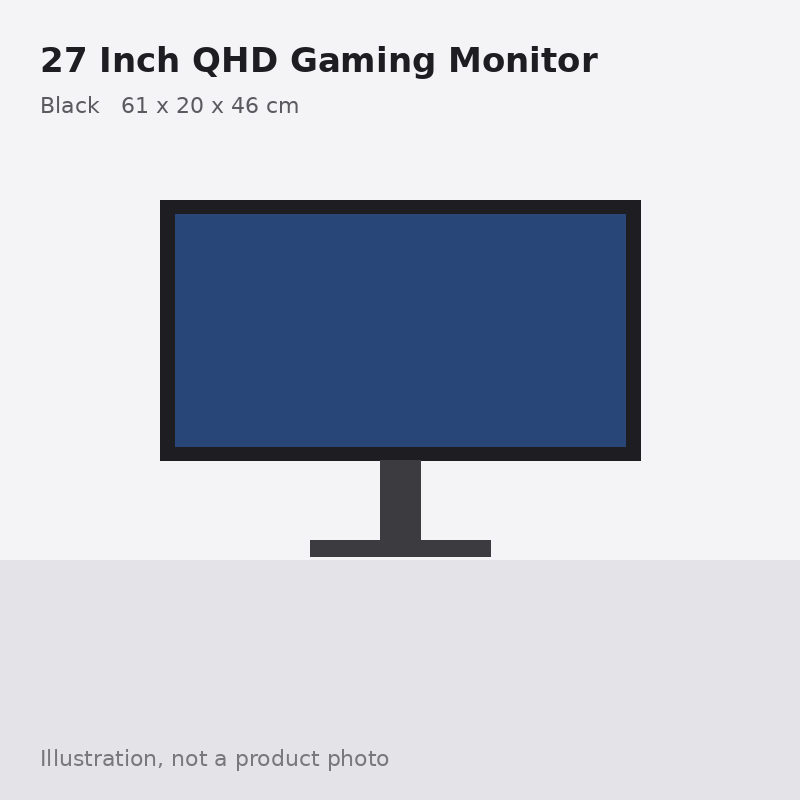 27 Inch QHD Gaming Monitor
Black   61 x 20 x 46 cm
Illustration, not a product photo